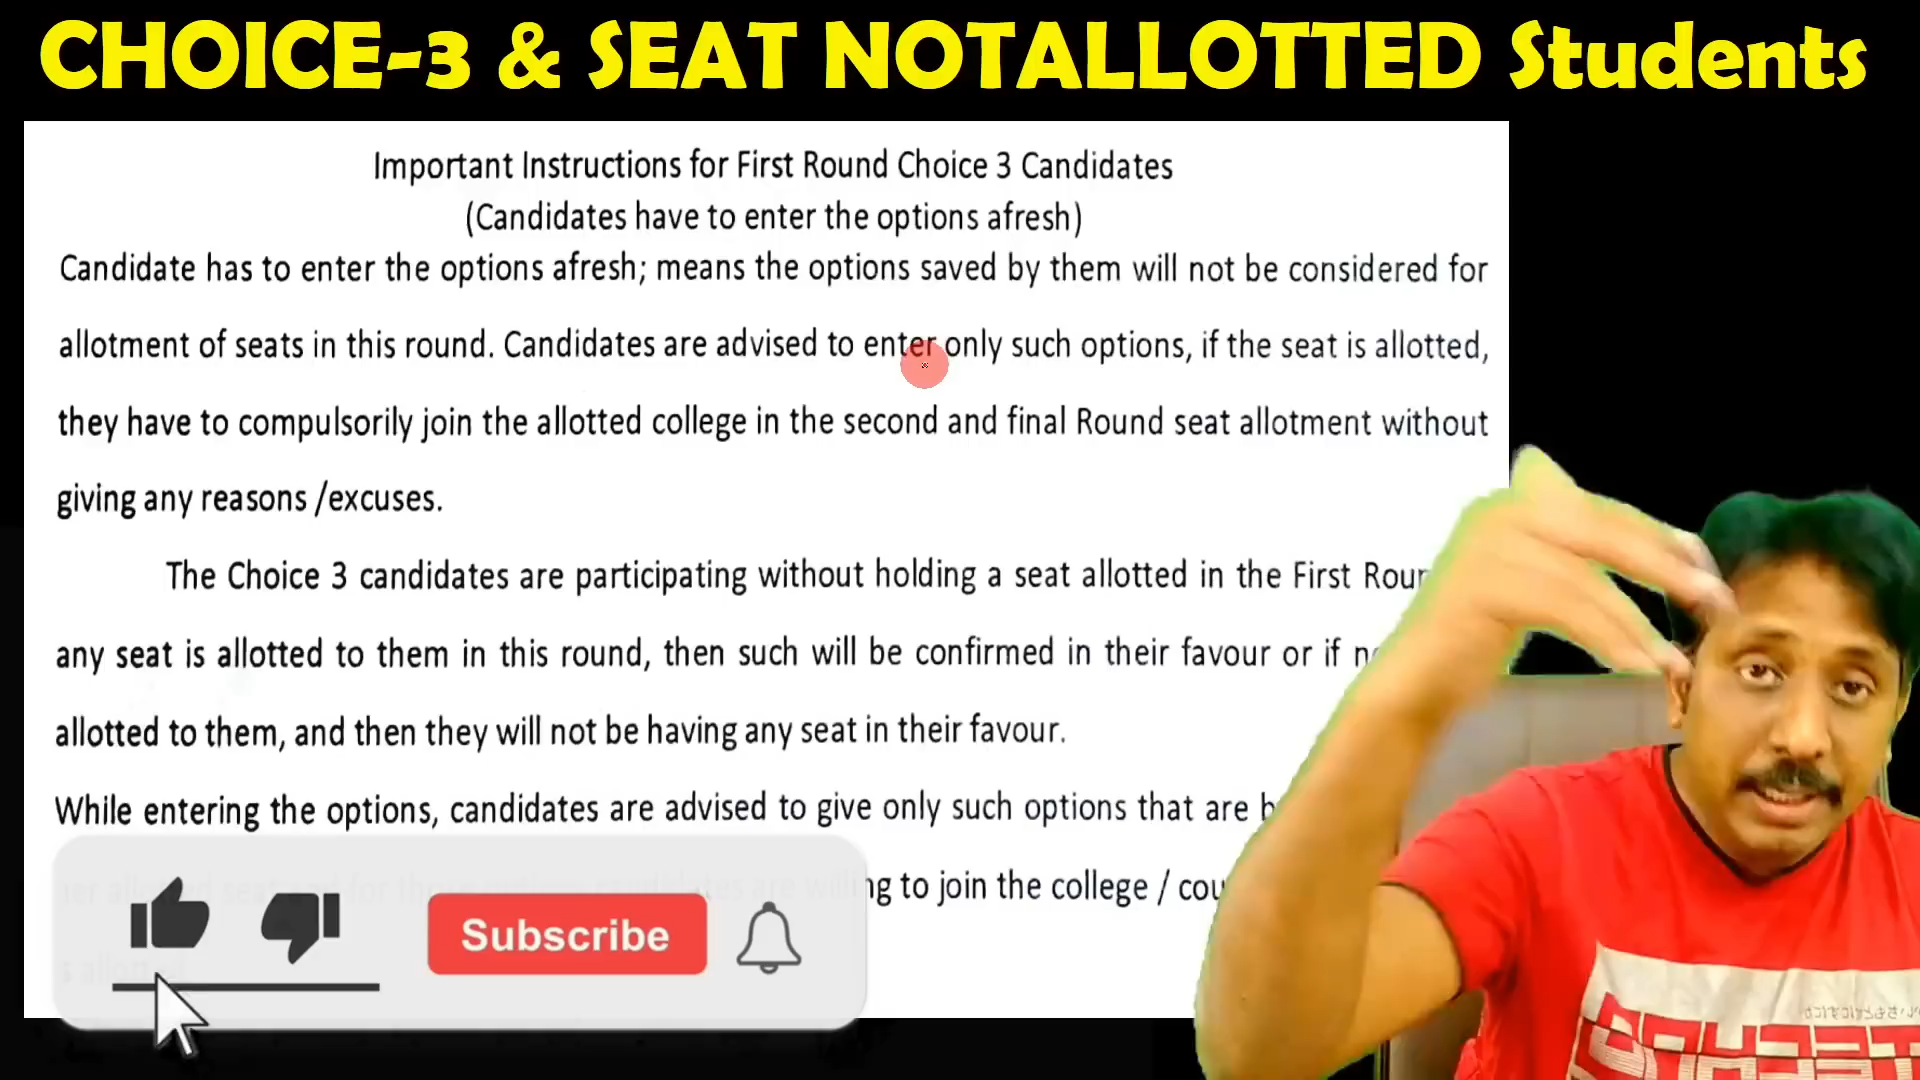 CHOICE-3 & SEAT NOTALLOTTED Students
Important Instructions for First Round Choice 3 Candidates
(Candidates have to enter the options afresh)
Candidate has to enter the options afresh; means the options saved by them will not be considered for
allotment of seats in this round. Candidates are advised to enter only such options, if the seat is allotted,
they have to compulsorily join the allotted college in the second and final Round seat allotment without
giving any reasons /excuses.
The Choice 3 candidates are participating without holding a seat allotted in the First
any seat is allotted to them in this round, then such will be confirmed in their favour or if
allotted to them, and then they will not be having any seat in their favour.
While entering the options, candidates are advised to give only such options that are
to join the college /
Subscribe